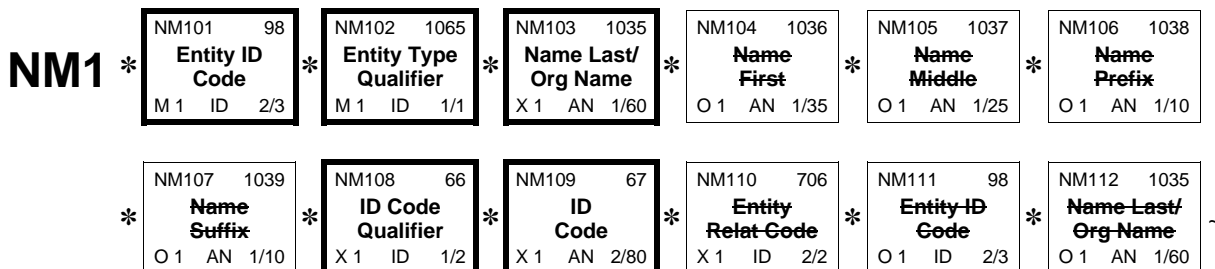 NM101 98 NM102 1065 NM103 1035 NM104 1036 NM105 1037 NM106 1038
NM1 * Entity ID Code * Entity Type Qualifier * Name Last/ Org Name * Name First * Name Middle * Name Prefix
M 1 ID 2/3 M 1 ID 1/1 X 1 AN 1/60 O 1 AN 1/35 O 1 AN 1/25 O 1 AN 1/10
NM107 1039 NM108 66 NM109 67 NM110 706 NM111 98 NM112 1035
* Name Suffix * ID Code Qualifier * ID Code * Entity Relat Code * Entity ID Code * Name Last/ Org Name ~
O 1 AN 1/10 X 1 ID 1/2 X 1 AN 2/80 X 1 ID 2/2 O 1 ID 2/3 O 1 AN 1/60